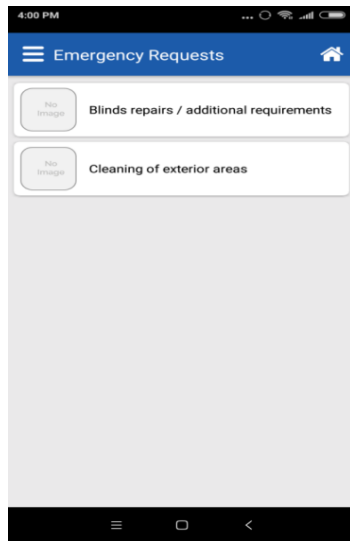 4:00 PM
Emergency Requests
No
Image
Blinds repairs / additional requirements
No
Image
Cleaning of exterior areas